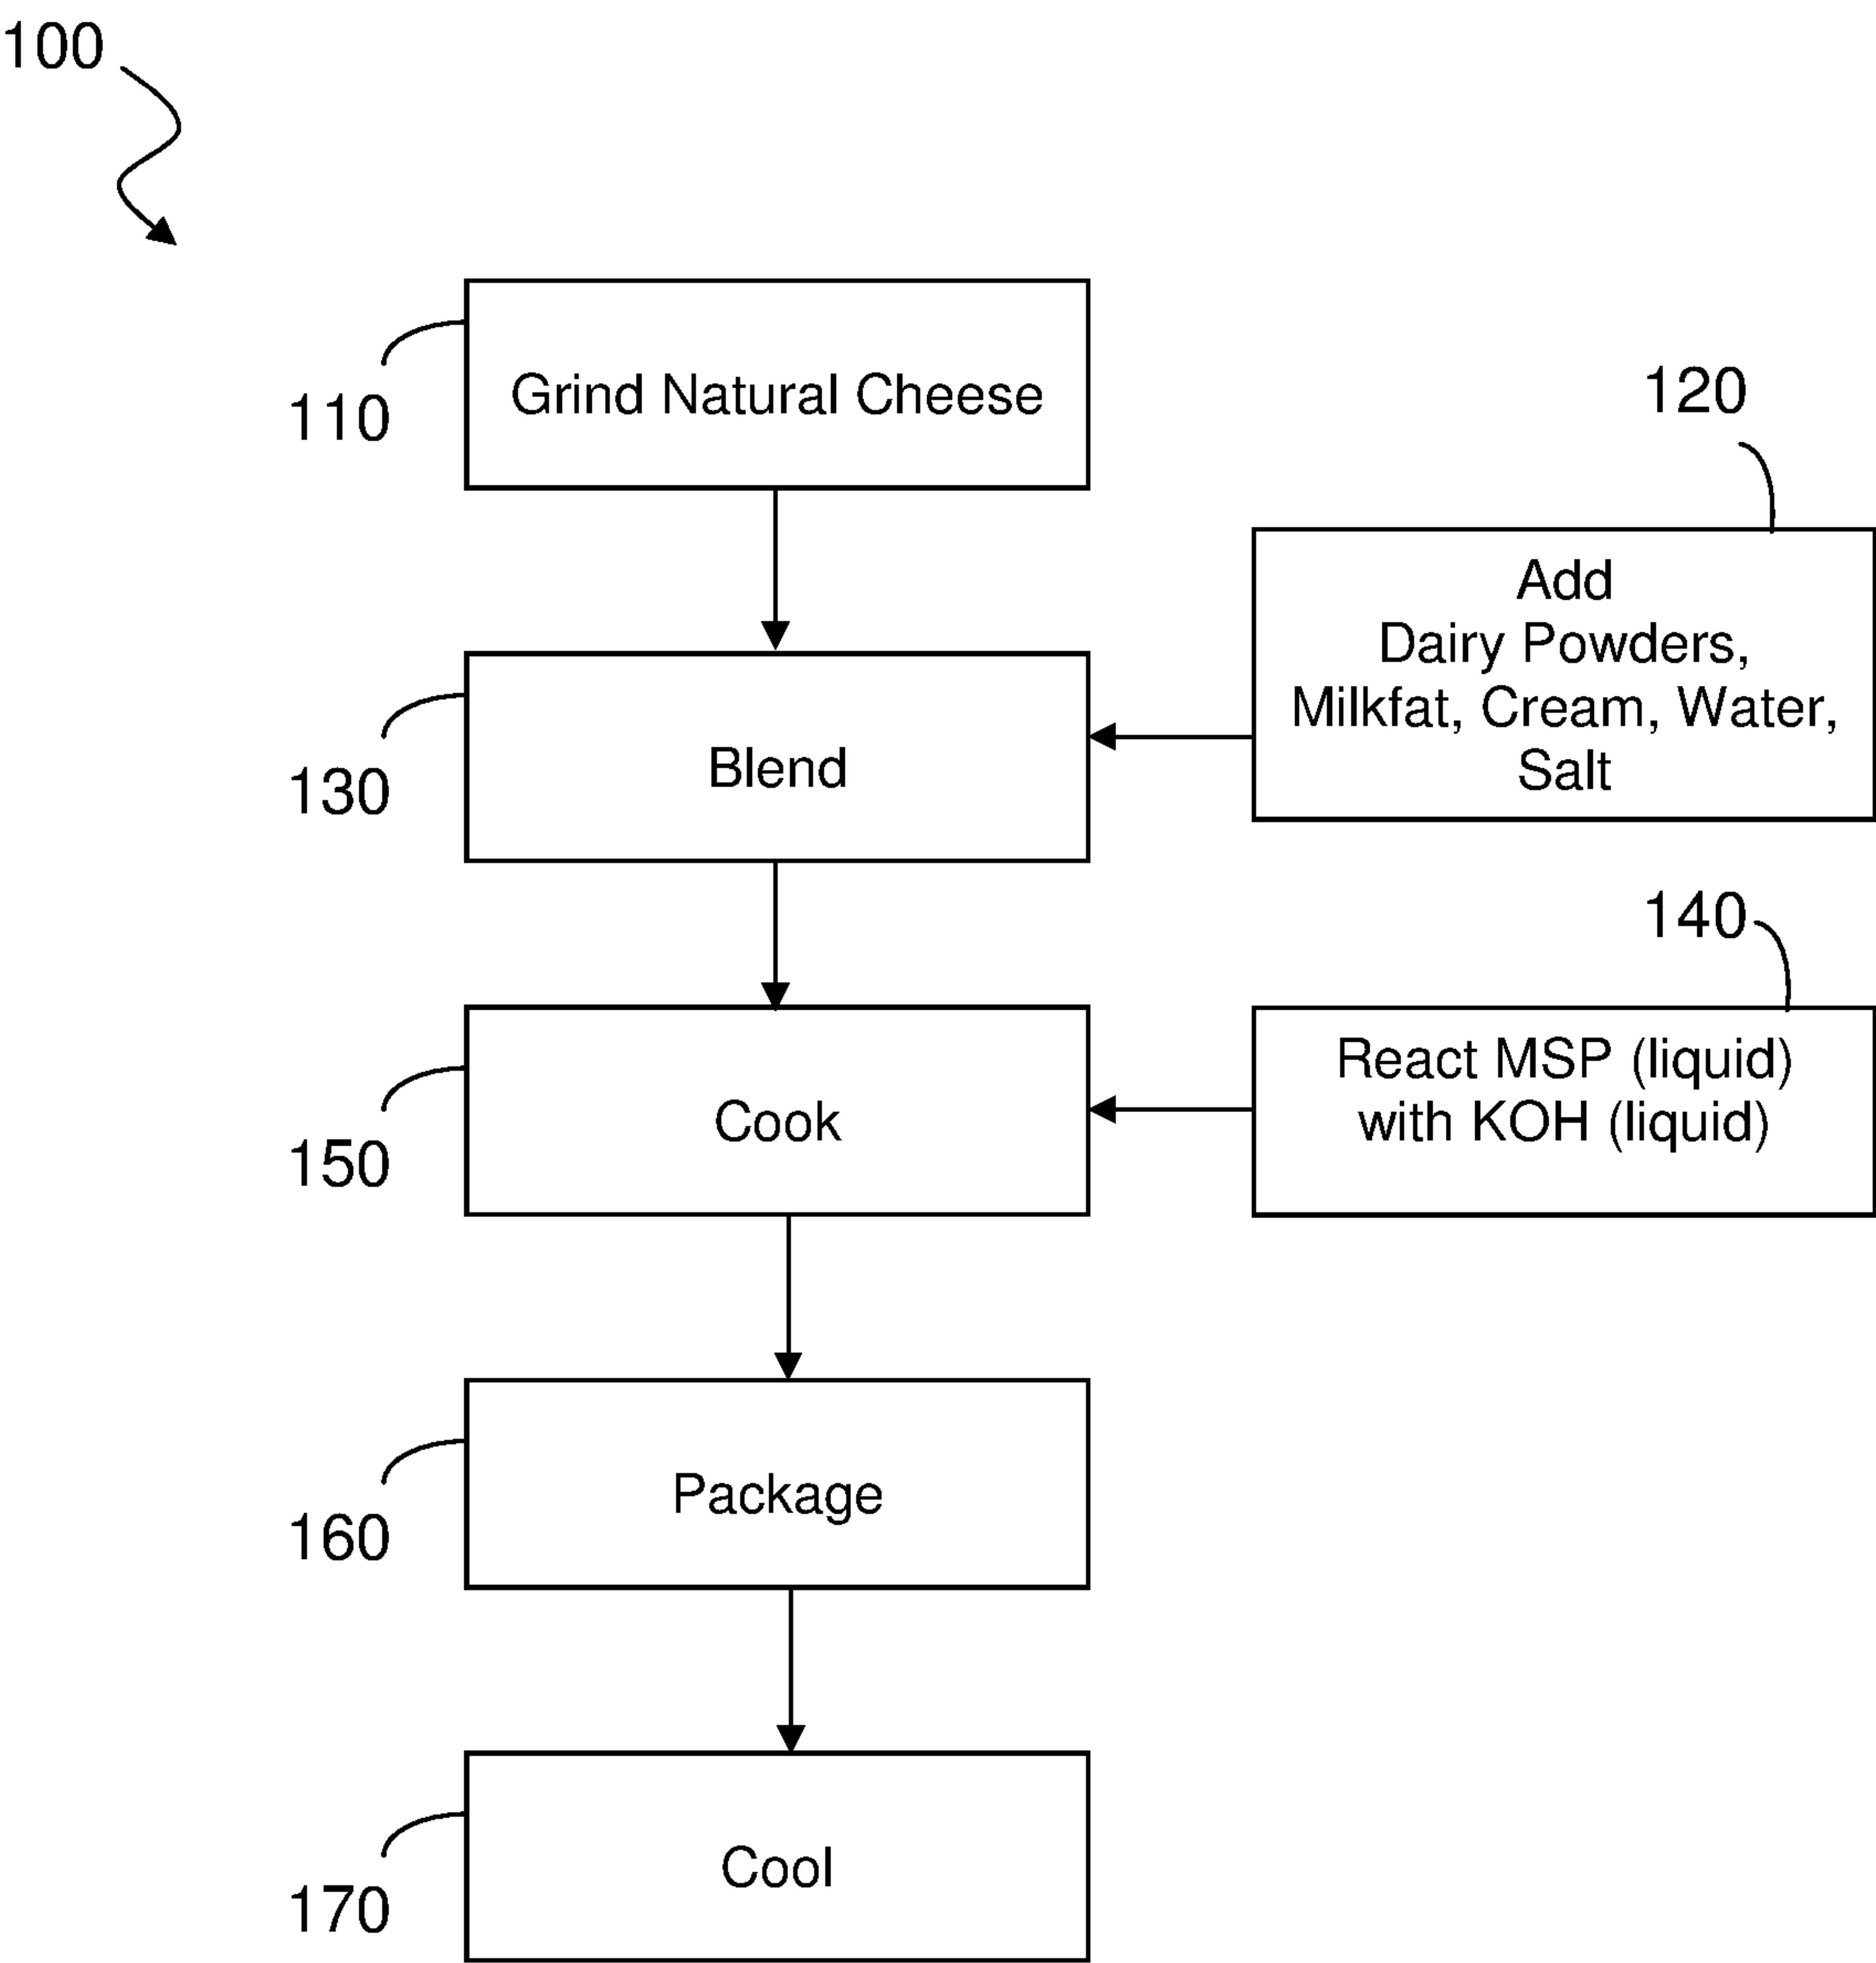 100
110
Grind Natural Cheese
120
Add
Dairy Powders,
Milkfat, Cream, Water,
Salt
130
Blend
140
React MSP (liquid)
with KOH (liquid)
150
Cook
160
Package
170
Cool